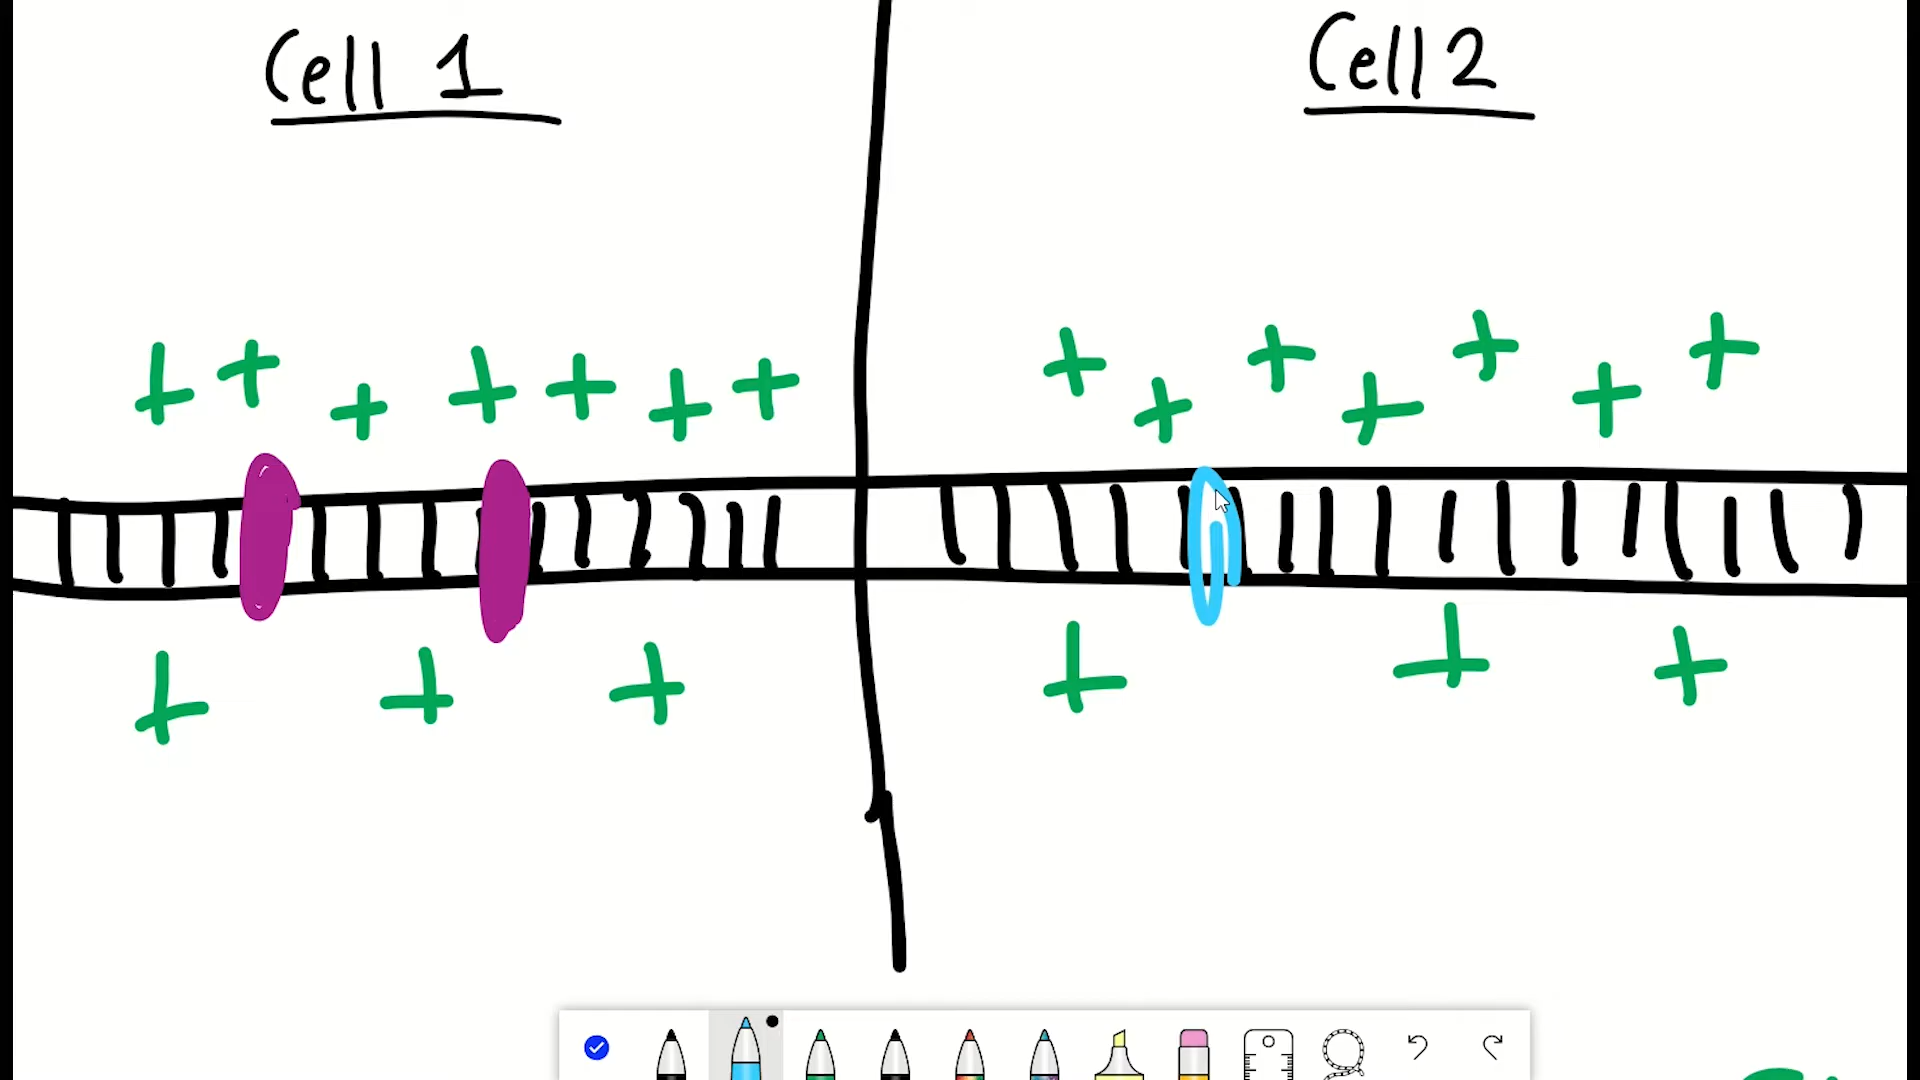 Cell 1
Cell 2
+ + + + + + +
+ + + + + + +
+ + +
+ + +